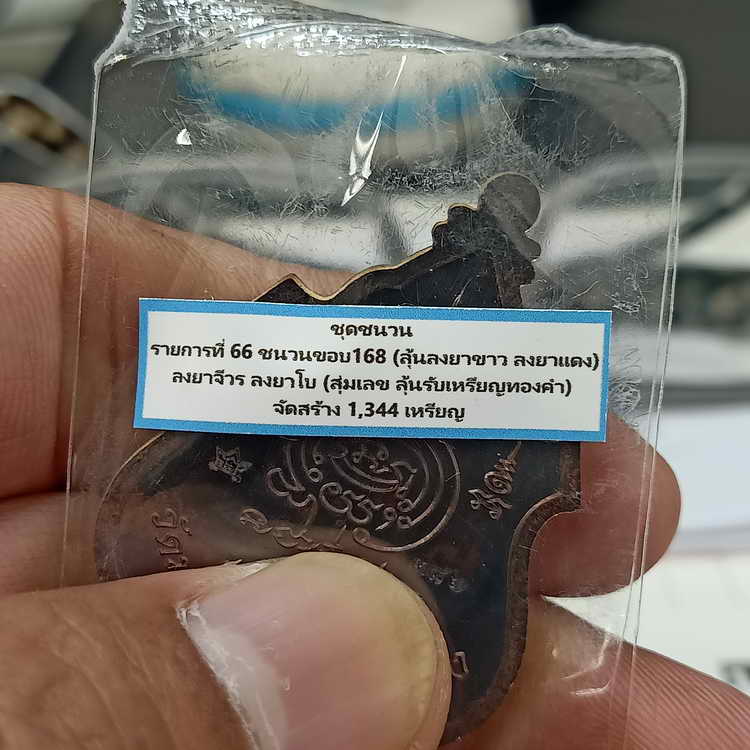 ชุดชนวน
รายการที่ 66 ชนวนขอบ168 (ลุ้นลงยาขาว ลงยาแดง)
ลงยาจีวร ลงยาโบ (สุ่มเลข ลุ้นรับเหรียญทองคำ)
จัดสร้าง 1,344 เหรียญ